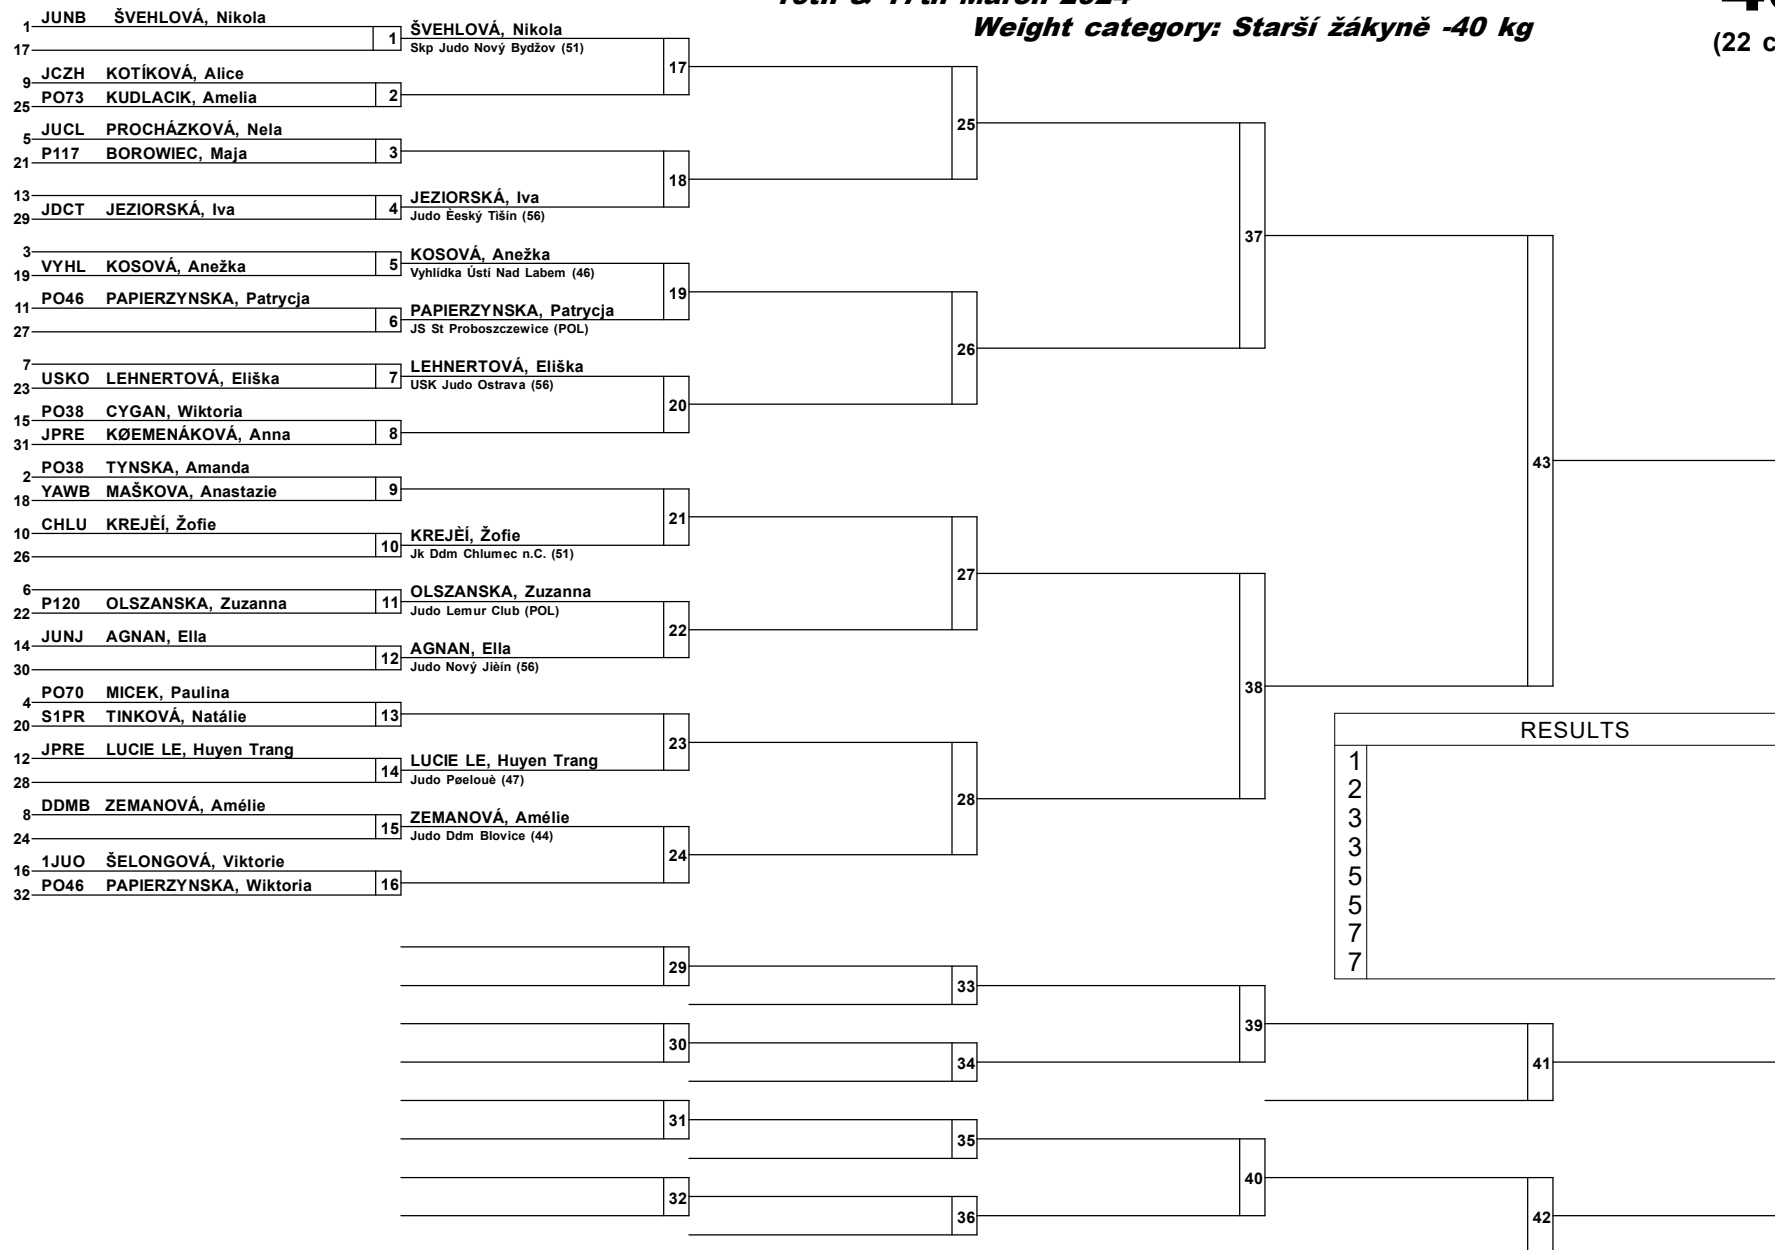 Weight category: Starší žákyně -40 kg
(22 c
1 JUNB ŠVEHLOVÁ, Nikola
17
1 ŠVEHLOVÁ, Nikola
Skp Judo Nový Bydžov (51)
9 JCZH KOTÍKOVÁ, Alice
25 PO73 KUDLACIK, Amelia
2
17
5 JUCL PROCHÁZKOVÁ, Nela
21 P117 BOROWIEC, Maja
3
25
13
29 JDCT JEZIORSKÁ, Iva
4 JEZIORSKÁ, Iva
Judo Èeský Tìšín (56)
18
3
19 VYHL KOSOVÁ, Anežka
5 KOSOVÁ, Anežka
Vyhlídka Ústí Nad Labem (46)
37
11 PO46 PAPIERZYNSKA, Patrycja
27
6 PAPIERZYNSKA, Patrycja
JS St Proboszczewice (POL)
19
26
7
23 USKO LEHNERTOVÁ, Eliška
7 LEHNERTOVÁ, Eliška
USK Judo Ostrava (56)
20
15 PO38 CYGAN, Wiktoria
31 JPRE KØEMENÁKOVÁ, Anna
8
2 PO38 TYNSKA, Amanda
18 YAWB MAŠKOVA, Anastazie
9
43
10 CHLU KREJÈÍ, Žofie
26
10 KREJÈÍ, Žofie
Jk Ddm Chlumec n.C. (51)
21
27
6
22 P120 OLSZANSKA, Zuzanna
11 OLSZANSKA, Zuzanna
Judo Lemur Club (POL)
22
14 JUNJ AGNAN, Ella
30
12 AGNAN, Ella
Judo Nový Jièín (56)
38
4 PO70 MICEK, Paulina
20 S1PR TINKOVÁ, Natálie
13
23
12 JPRE LUCIE LE, Huyen Trang
28
14 LUCIE LE, Huyen Trang
Judo Pøelouè (47)
28
8 DDMB ZEMANOVÁ, Amélie
24
15 ZEMANOVÁ, Amélie
Judo Ddm Blovice (44)
24
16 1JUO ŠELONGOVÁ, Viktorie
32 PO46 PAPIERZYNSKA, Wiktoria
16
RESULTS
1
2
3
3
5
5
7
7
29
33
30
39
34
41
31
35
40
32
36
42